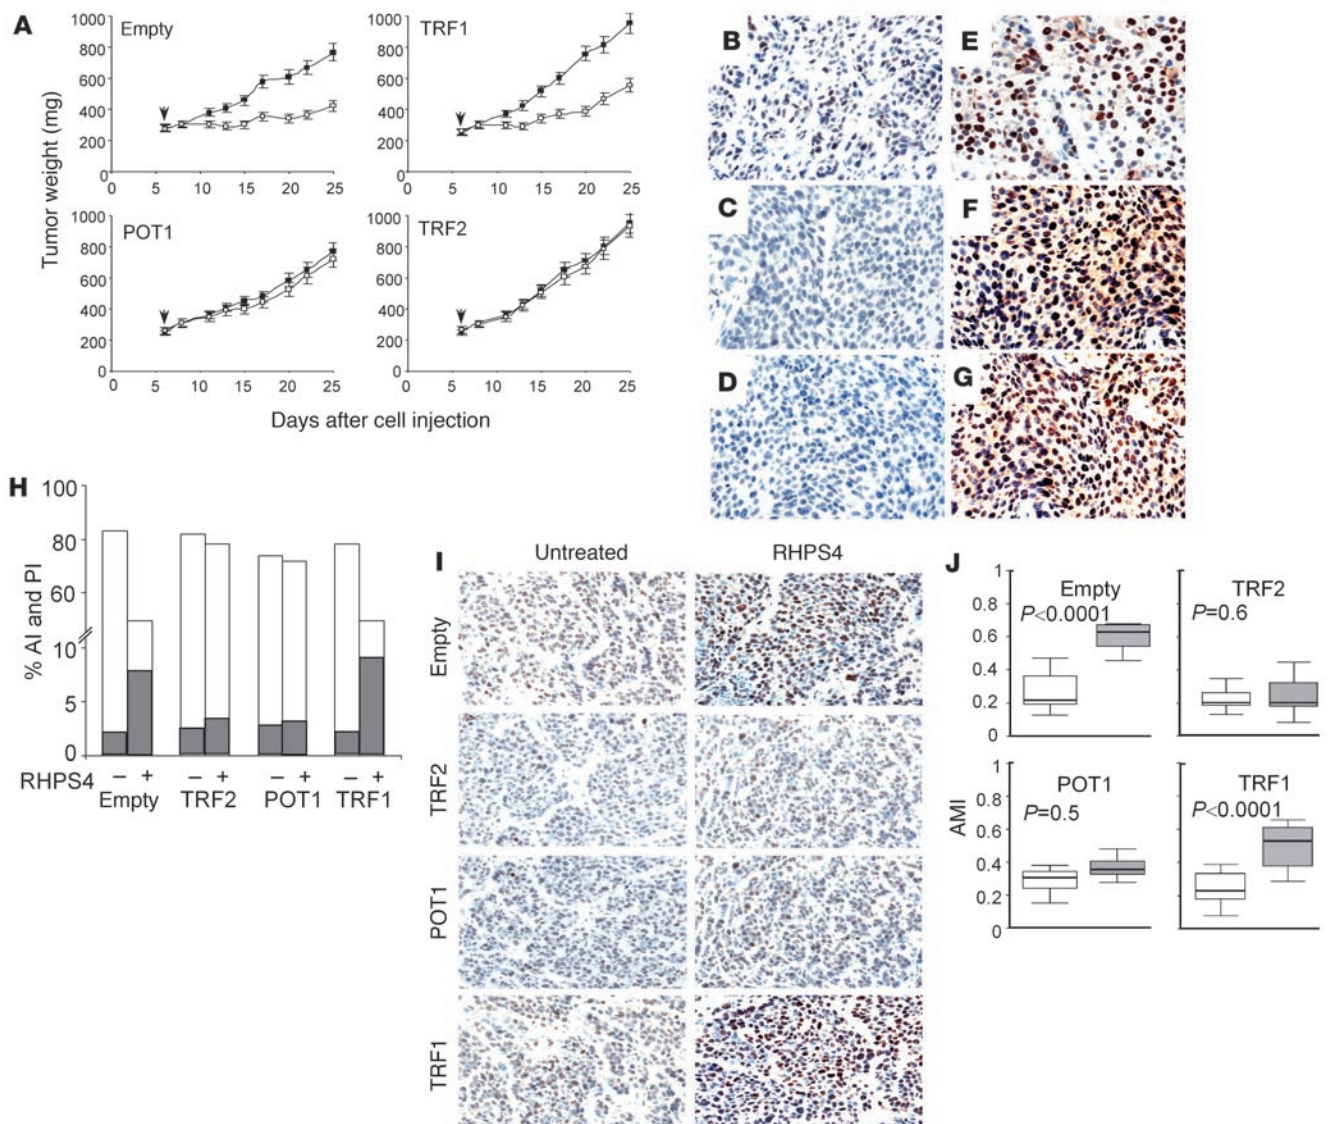 A
Empty
1000
800
600
400
200
0
0 5 10 15 20 25
TRF1
1000
800
600
400
200
0
0 5 10 15 20 25
POT1
1000
800
600
400
200
0
0 5 10 15 20 25
TRF2
1000
800
600
400
200
0
0 5 10 15 20 25
Tumor weight (mg)
Days after cell injection
B
E
C
F
D
G
H
100
80
60
10
5
0
% AI and PI
RHPS4 – + – + – + – +
Empty TRF2 POT1 TRF1
I
Untreated RHPS4
Empty
TRF2
POT1
TRF1
J
1
0.8
0.6
0.4
0.2
0
Empty
P<0.0001
TRF2
P=0.6
1
0.8
0.6
0.4
0.2
0
AMI
POT1
P=0.5
TRF1
P<0.0001